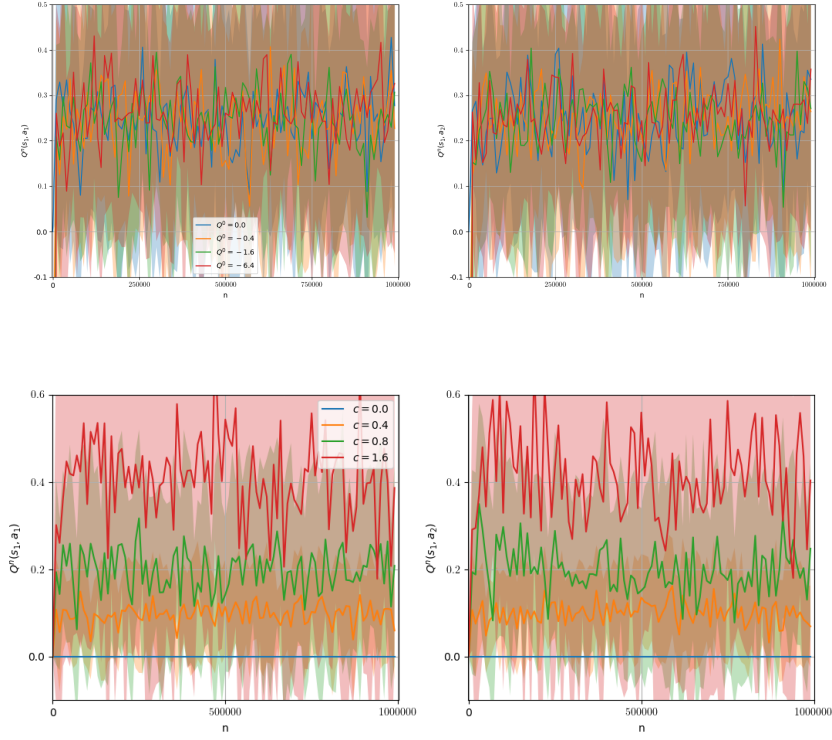 0.5
0.4
0.3
0.2
0.1
0.0
-0.1
Q^n(s_1, a_2)
0
250000
500000
750000
1000000
n
Q^0 = 0.0
Q^0 = −0.4
Q^0 = −1.6
Q^0 = −6.4
0.5
0.4
0.3
0.2
0.1
0.0
-0.1
Q^n(s_1, a_2)
0
250000
500000
750000
1000000
n
0.6
0.4
0.2
0.0
Q^n(s_1, a_1)
0
500000
1000000
n
c = 0.0
c = 0.4
c = 0.8
c = 1.6
0.6
0.4
0.2
0.0
Q^n(s_1, a_2)
0
500000
1000000
n